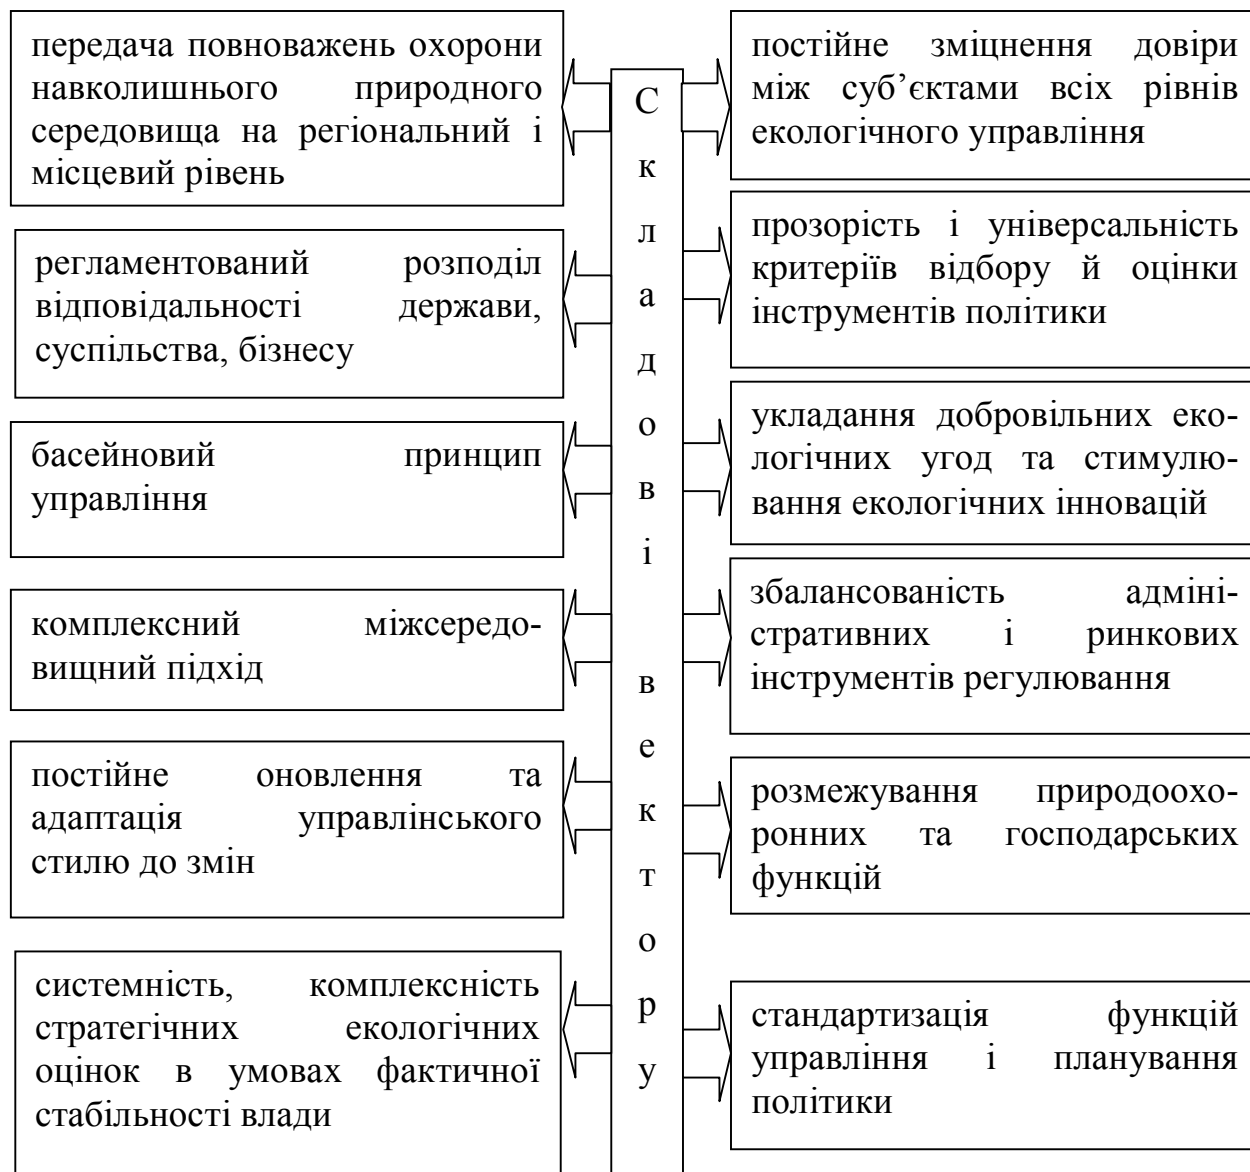 передача повноважень охорони
навколишнього природного
середовища на регіональний і
місцевий рівень
регламентований розподіл
відповідальності держави,
суспільства, бізнесу
басейновий принцип
управління
комплексний міжсередо-
вищний підхід
постійне оновлення та
адаптація управлінського
стилю до змін
системність, комплексність
стратегічних екологічних
оцінок в умовах фактичної
стабільності влади
С
к
л
а
д
о
в
і
в
е
к
т
о
р
у
постійне зміцнення довіри
між суб’єктами всіх рівнів
екологічного управління
прозорість і універсальність
критеріїв відбору й оцінки
інструментів політики
укладання добровільних еко-
логічних угод та стимулю-
вання екологічних інновацій
збалансованість адміні-
стративних і ринкових
інструментів регулювання
розмежування природоохо-
ронних та господарських
функцій
стандартизація функцій
управління і планування
політики